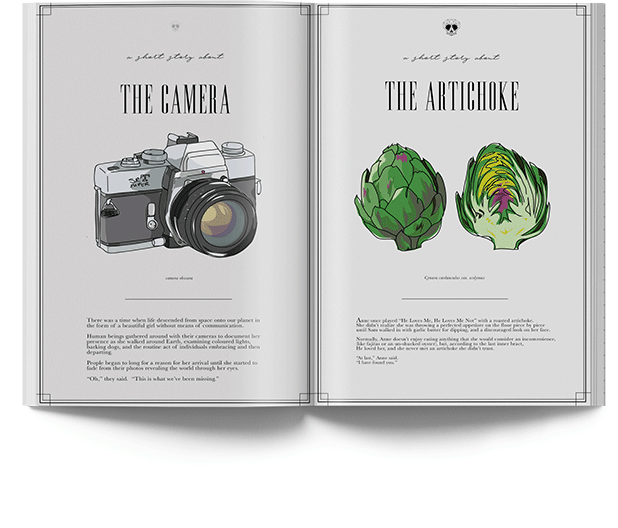 a short story about
THE CAMERA
camera obscura
There was a time when life descended from space onto our planet in
the form of a beautiful girl without means of communication.
Human beings gathered around with their cameras to document her
presence as she walked around Earth, examining coloured lights,
barking dogs, and the routine act of individuals embracing and then
departing.
People began to long for a reason for her arrival until she started to
fade from their photos revealing the world through her eyes.
“Oh,” they said. “This is what we’ve been missing.”
a short story about
THE ARTICHOKE
Cynara cardunculus var. scolymus
Anne once played “He Loves Me, He Loves Me Not” with a roasted artichoke.
She didn’t realize she was throwing a perfected appetizer on the floor piece by piece
until Sam walked in with garlic butter for dipping, and a discouraged look on her face.
Normally, Anne doesn’t enjoy eating anything that she would consider an inconvenience,
(like fajitas or an un-shucked oyster), but, according to the last inner bract,
He loved her, and she never met an artichoke she didn’t trust.
“At last,” Anne said.
“I have found you.”